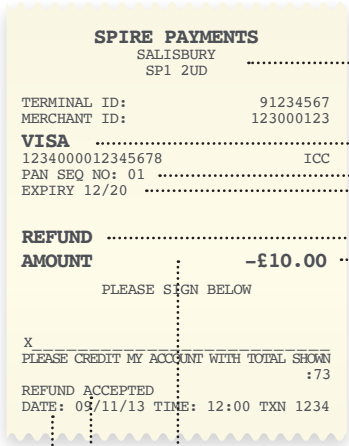 SPIRE PAYMENTS
SALISBURY
SP1 2UD
TERMINAL ID: 91234567
MERCHANT ID: 123000123
VISA
1234000012345678 ICC
PAN SEQ NO: 01
EXPIRY 12/20
REFUND
AMOUNT -£10.00
PLEASE SIGN BELOW
X____________________________
PLEASE CREDIT MY ACCOUNT WITH TOTAL SHOWN
:73
REFUND ACCEPTED
DATE: 09/11/13 TIME: 12:00 TXN 1234